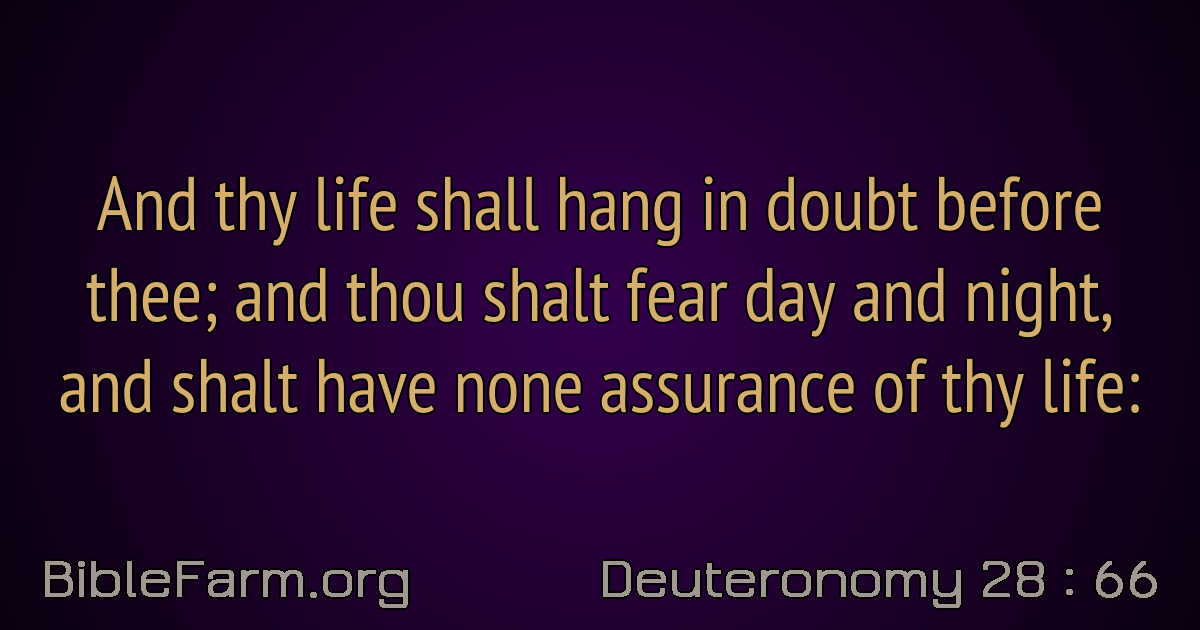 And thy life shall hang in doubt before
thee; and thou shalt fear day and night,
and shalt have none assurance of thy life:
BibleFarm.org
Deuteronomy 28 : 66